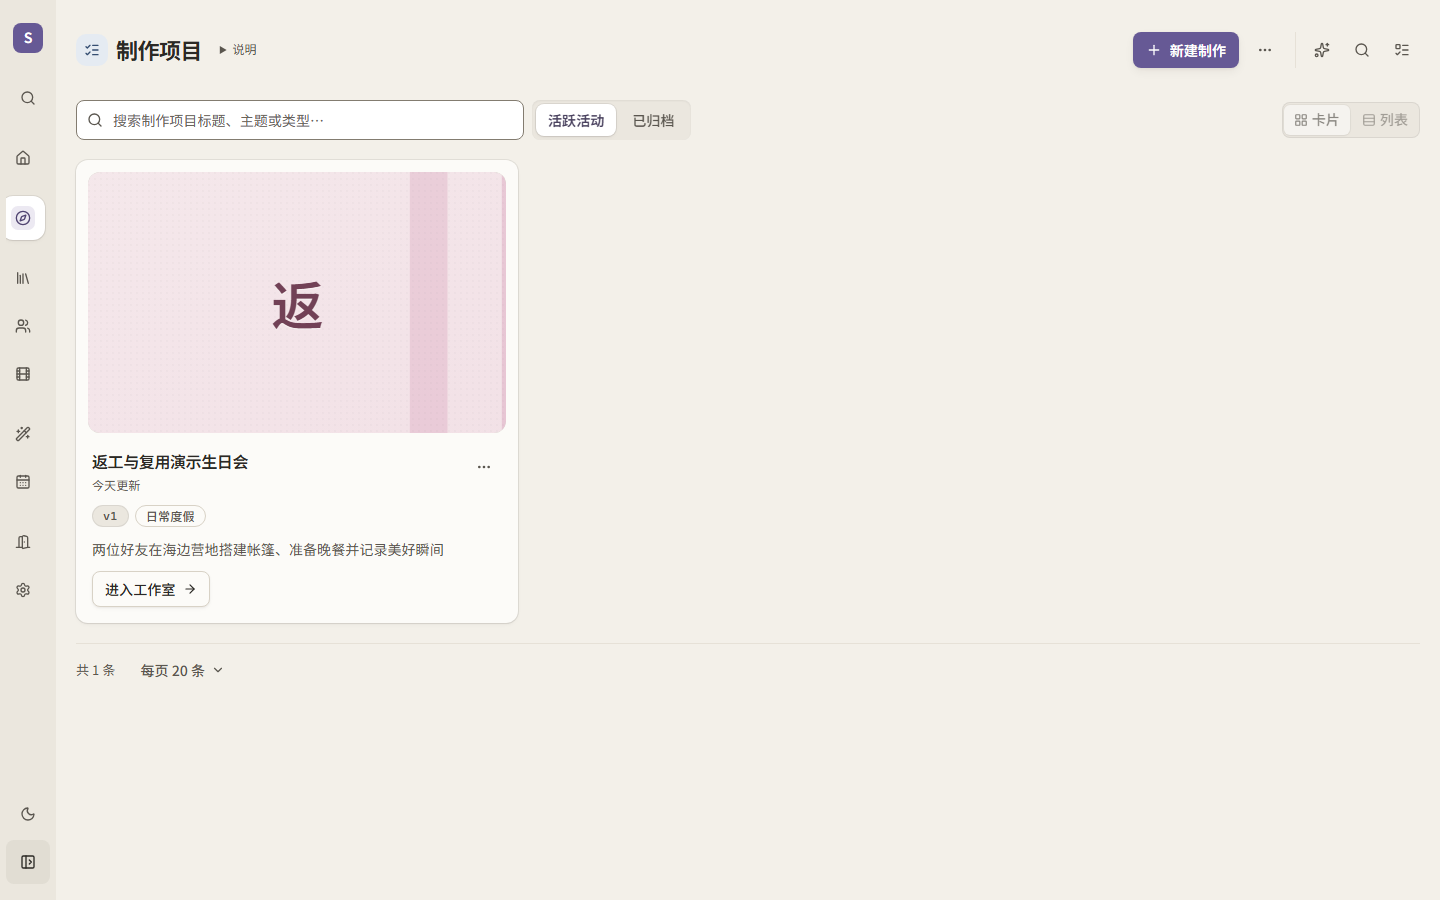 S
制作项目
说明
新建制作
搜索制作项目标题、主题或类型…
活跃活动
已归档
卡片
列表
返
返工与复用演示生日会
今天更新
v1
日常度假
两位好友在海边营地搭建帐篷、准备晚餐并记录美好瞬间
进入工作室
共 1 条
每页 20 条